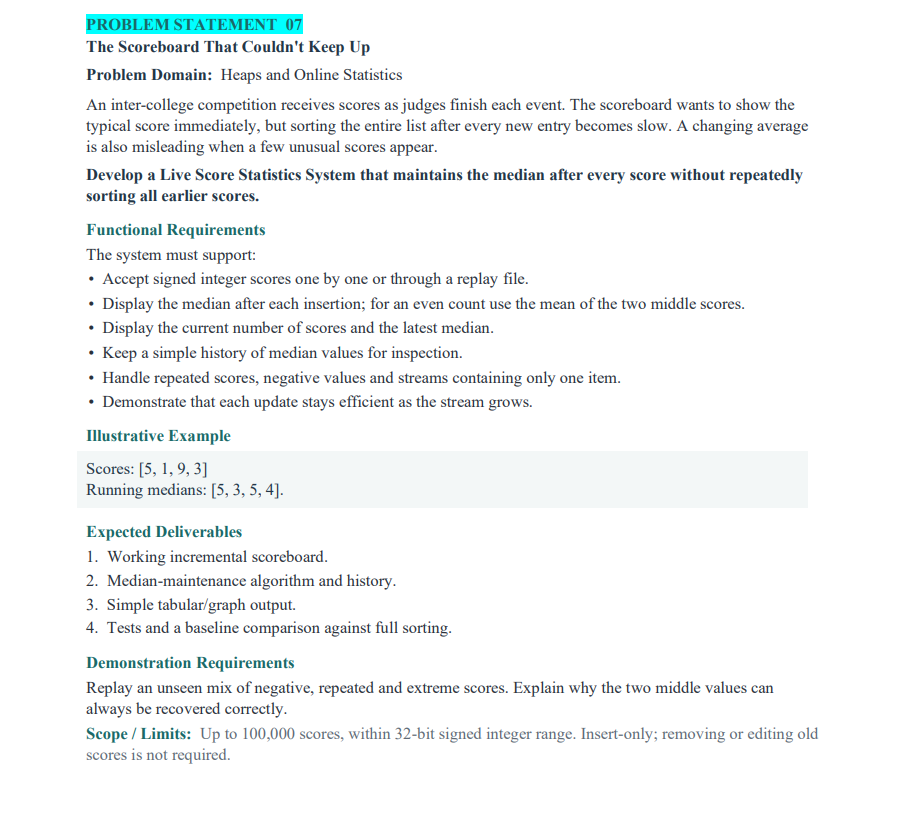 PROBLEM STATEMENT 07
The Scoreboard That Couldn't Keep Up
Problem Domain: Heaps and Online Statistics
An inter-college competition receives scores as judges finish each event. The scoreboard wants to show the
typical score immediately, but sorting the entire list after every new entry becomes slow. A changing average
is also misleading when a few unusual scores appear.
Develop a Live Score Statistics System that maintains the median after every score without repeatedly
sorting all earlier scores.
Functional Requirements
The system must support:
• Accept signed integer scores one by one or through a replay file.
• Display the median after each insertion; for an even count use the mean of the two middle scores.
• Display the current number of scores and the latest median.
• Keep a simple history of median values for inspection.
• Handle repeated scores, negative values and streams containing only one item.
• Demonstrate that each update stays efficient as the stream grows.
Illustrative Example
Scores: [5, 1, 9, 3]
Running medians: [5, 3, 5, 4].
Expected Deliverables
1. Working incremental scoreboard.
2. Median-maintenance algorithm and history.
3. Simple tabular/graph output.
4. Tests and a baseline comparison against full sorting.
Demonstration Requirements
Replay an unseen mix of negative, repeated and extreme scores. Explain why the two middle values can
always be recovered correctly.
Scope / Limits: Up to 100,000 scores, within 32-bit signed integer range. Insert-only; removing or editing old
scores is not required.